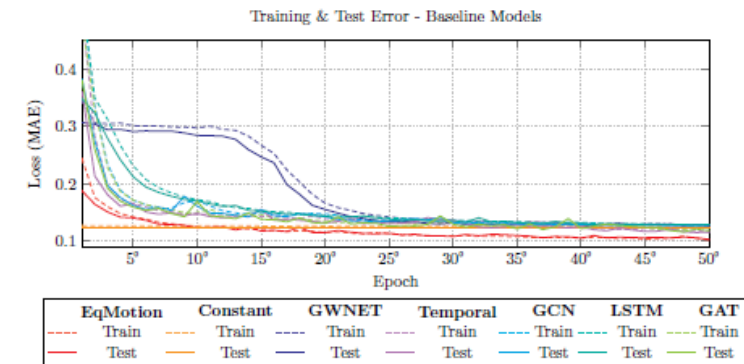 Training & Test Error - Baseline Models
Loss (MAE)
0.4
0.3
0.2
0.1
5° 10° 15° 20° 25° 30° 35° 40° 45° 50°
Epoch
EqMotion Constant GWNET Temporal GCN LSTM GAT
Train Train Train Train Train Train Train
Test Test Test Test Test Test Test